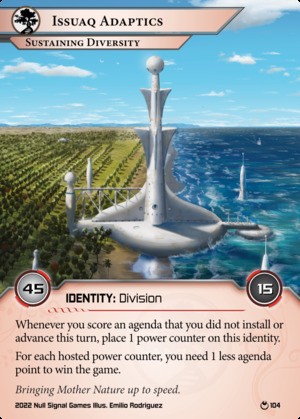 Issuaq Adaptics
Sustaining Diversity
45
IDENTITY: Division
15
Whenever you score an agenda that you did not install or
advance this turn, place 1 power counter on this identity.
For each hosted power counter, you need 1 less agenda
point to win the game.
Bringing Mother Nature up to speed.
2022 Null Signal Games Illus. Emilio Rodriguez
104